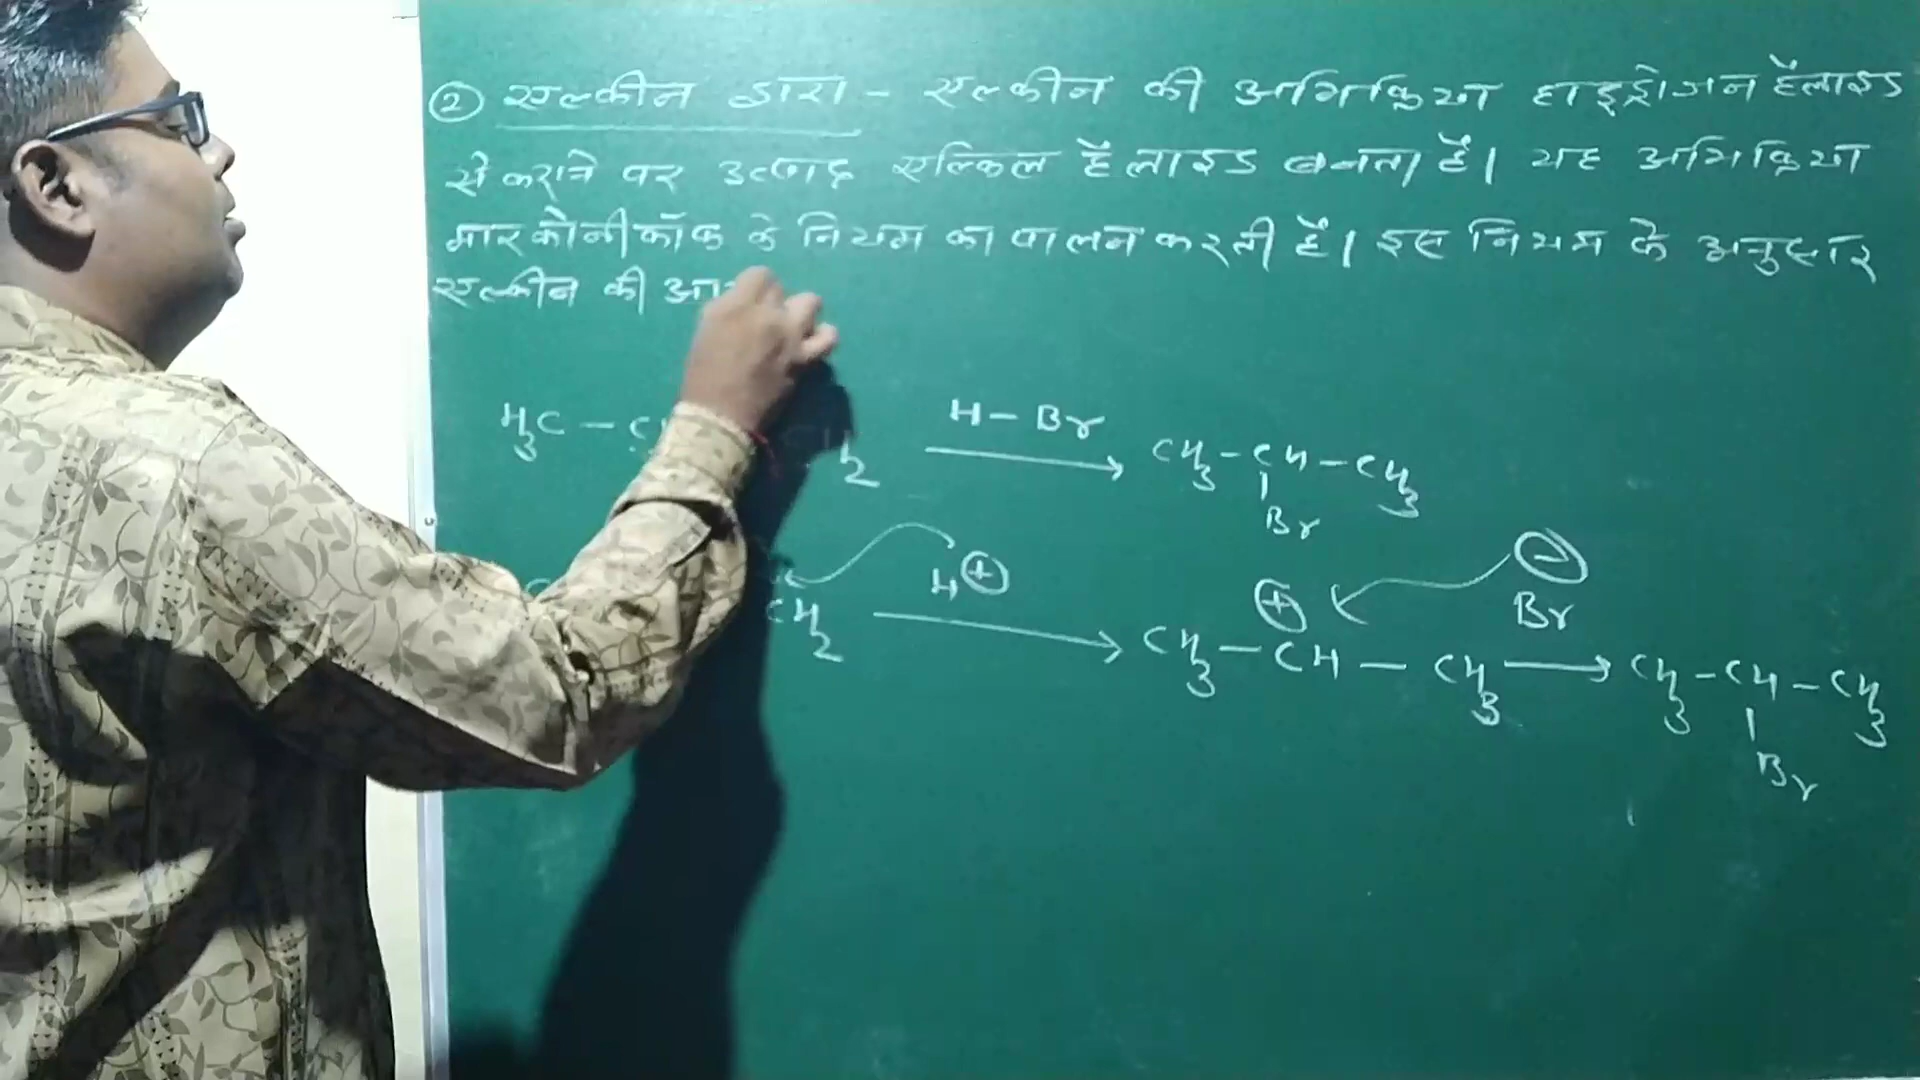 ② एल्कीन द्वारा - एल्कीन की अभिक्रिया हाइड्रोजन हैलाइड
से कराने पर उत्पाद एल्किल हैलाइड बनता है। यह अभिक्रिया
मारकोनीकॉफ के नियम का पालन करती है। इस नियम के अनुसार
एल्कीन की
H₃C - CH₂ H-Br → CH₃-CH-CH₃
Br
CH₂ H⊕ → CH₃-CH-CH₃ → CH₃-CH-CH₃
⊕ ⊖
Br
Br